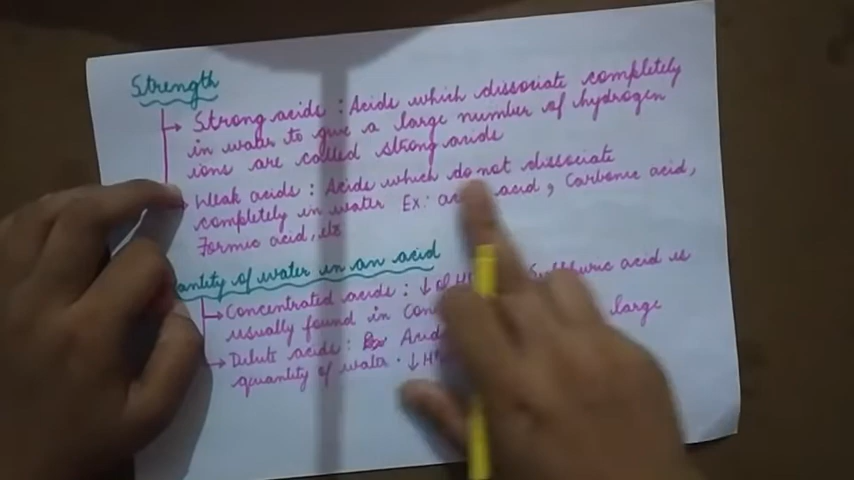 Strength
Strong acids : Acids which dissociate completely
in water to give a large number of hydrogen
ions are called strong acids
Weak acids : Acids which do not dissociate
completely in water Ex: acid, Carbonic acid,
Formic acid, etc
antity of water in an acid
Concentrated acids : ↓ of H Sulphuric acid is
usually found in con
Dilute acids : Acid large
quantity of water. ↓ H